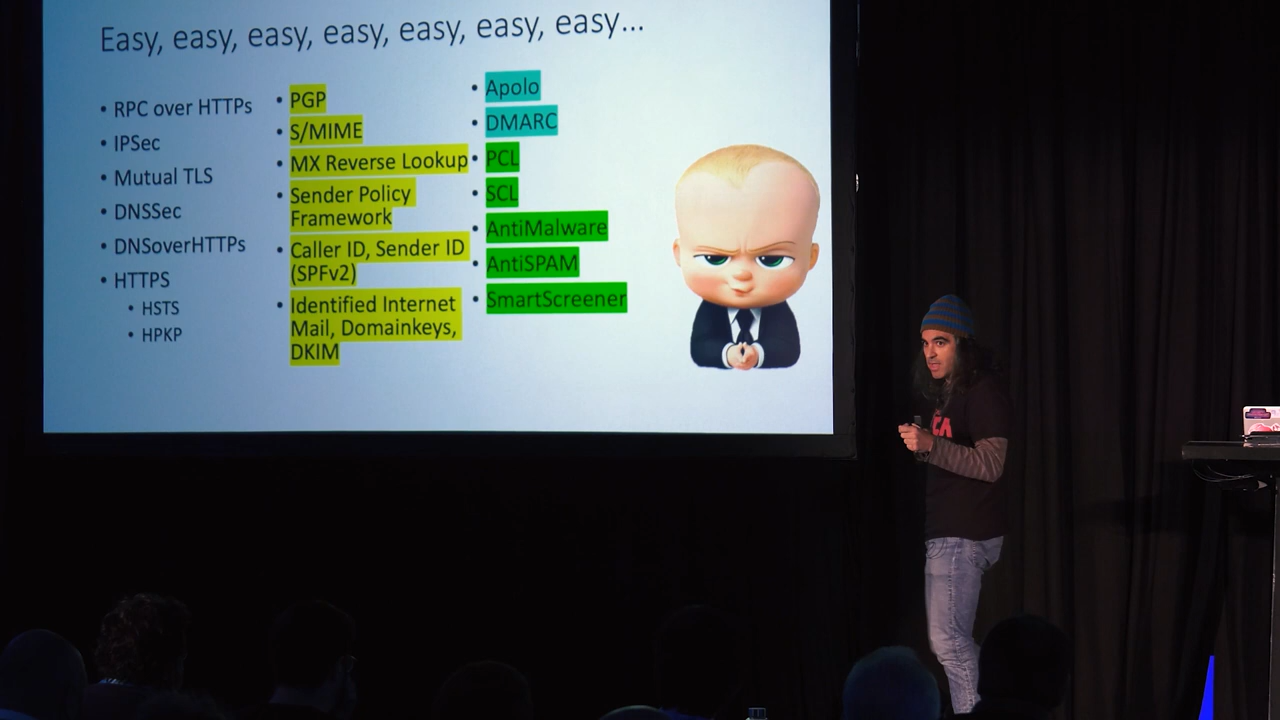 Easy, easy, easy, easy, easy, easy, easy...
• RPC over HTTPs
• IPSec
• Mutual TLS
• DNSSec
• DNSoverHTTPs
• HTTPS
• HSTS
• HPKP
• PGP
• S/MIME
• MX Reverse Lookup
• Sender Policy
Framework
• Caller ID, Sender ID
(SPFv2)
• Identified Internet
Mail, Domainkeys,
DKIM
• Apolo
• DMARC
• PCL
• SCL
• AntiMalware
• AntiSPAM
• SmartScreener